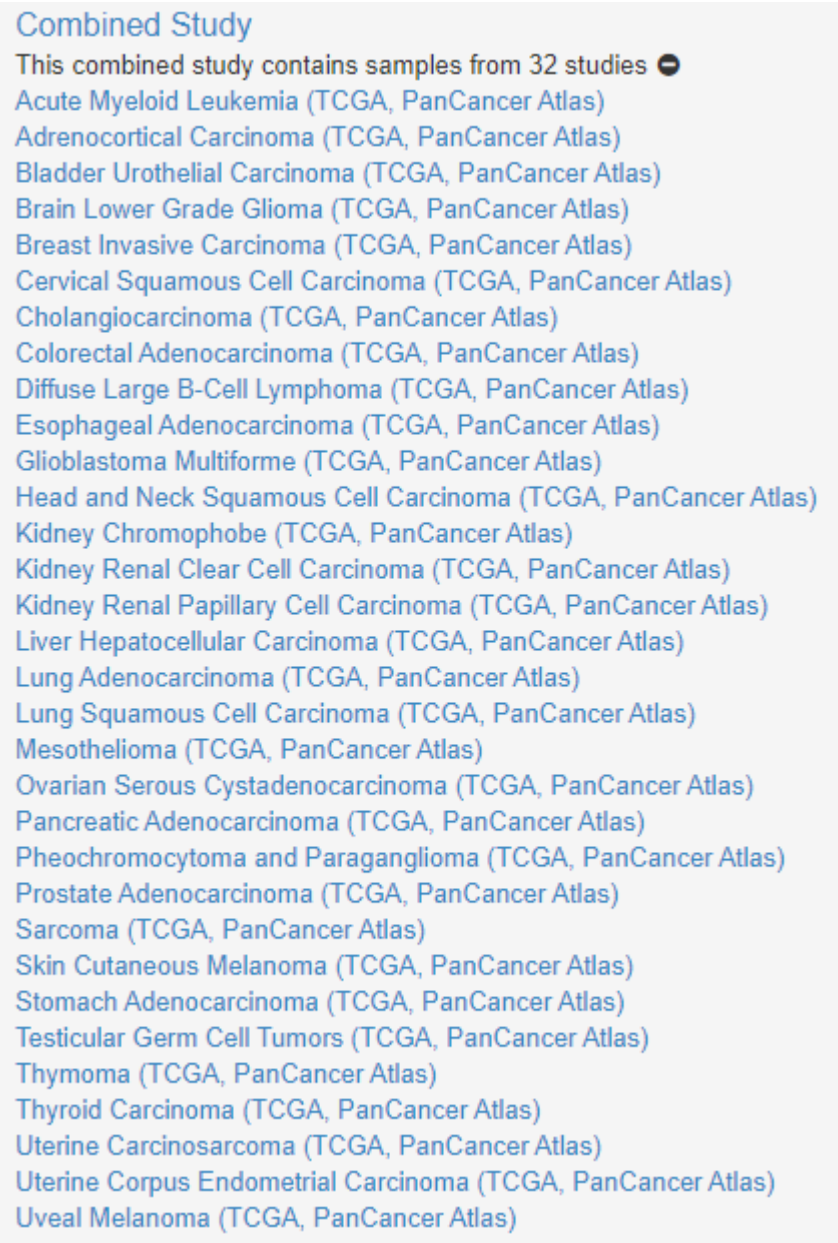 Combined Study
This combined study contains samples from 32 studies
Acute Myeloid Leukemia (TCGA, PanCancer Atlas)
Adrenocortical Carcinoma (TCGA, PanCancer Atlas)
Bladder Urothelial Carcinoma (TCGA, PanCancer Atlas)
Brain Lower Grade Glioma (TCGA, PanCancer Atlas)
Breast Invasive Carcinoma (TCGA, PanCancer Atlas)
Cervical Squamous Cell Carcinoma (TCGA, PanCancer Atlas)
Cholangiocarcinoma (TCGA, PanCancer Atlas)
Colorectal Adenocarcinoma (TCGA, PanCancer Atlas)
Diffuse Large B-Cell Lymphoma (TCGA, PanCancer Atlas)
Esophageal Adenocarcinoma (TCGA, PanCancer Atlas)
Glioblastoma Multiforme (TCGA, PanCancer Atlas)
Head and Neck Squamous Cell Carcinoma (TCGA, PanCancer Atlas)
Kidney Chromophobe (TCGA, PanCancer Atlas)
Kidney Renal Clear Cell Carcinoma (TCGA, PanCancer Atlas)
Kidney Renal Papillary Cell Carcinoma (TCGA, PanCancer Atlas)
Liver Hepatocellular Carcinoma (TCGA, PanCancer Atlas)
Lung Adenocarcinoma (TCGA, PanCancer Atlas)
Lung Squamous Cell Carcinoma (TCGA, PanCancer Atlas)
Mesothelioma (TCGA, PanCancer Atlas)
Ovarian Serous Cystadenocarcinoma (TCGA, PanCancer Atlas)
Pancreatic Adenocarcinoma (TCGA, PanCancer Atlas)
Pheochromocytoma and Paraganglioma (TCGA, PanCancer Atlas)
Prostate Adenocarcinoma (TCGA, PanCancer Atlas)
Sarcoma (TCGA, PanCancer Atlas)
Skin Cutaneous Melanoma (TCGA, PanCancer Atlas)
Stomach Adenocarcinoma (TCGA, PanCancer Atlas)
Testicular Germ Cell Tumors (TCGA, PanCancer Atlas)
Thymoma (TCGA, PanCancer Atlas)
Thyroid Carcinoma (TCGA, PanCancer Atlas)
Uterine Carcinosarcoma (TCGA, PanCancer Atlas)
Uterine Corpus Endometrial Carcinoma (TCGA, PanCancer Atlas)
Uveal Melanoma (TCGA, PanCancer Atlas)